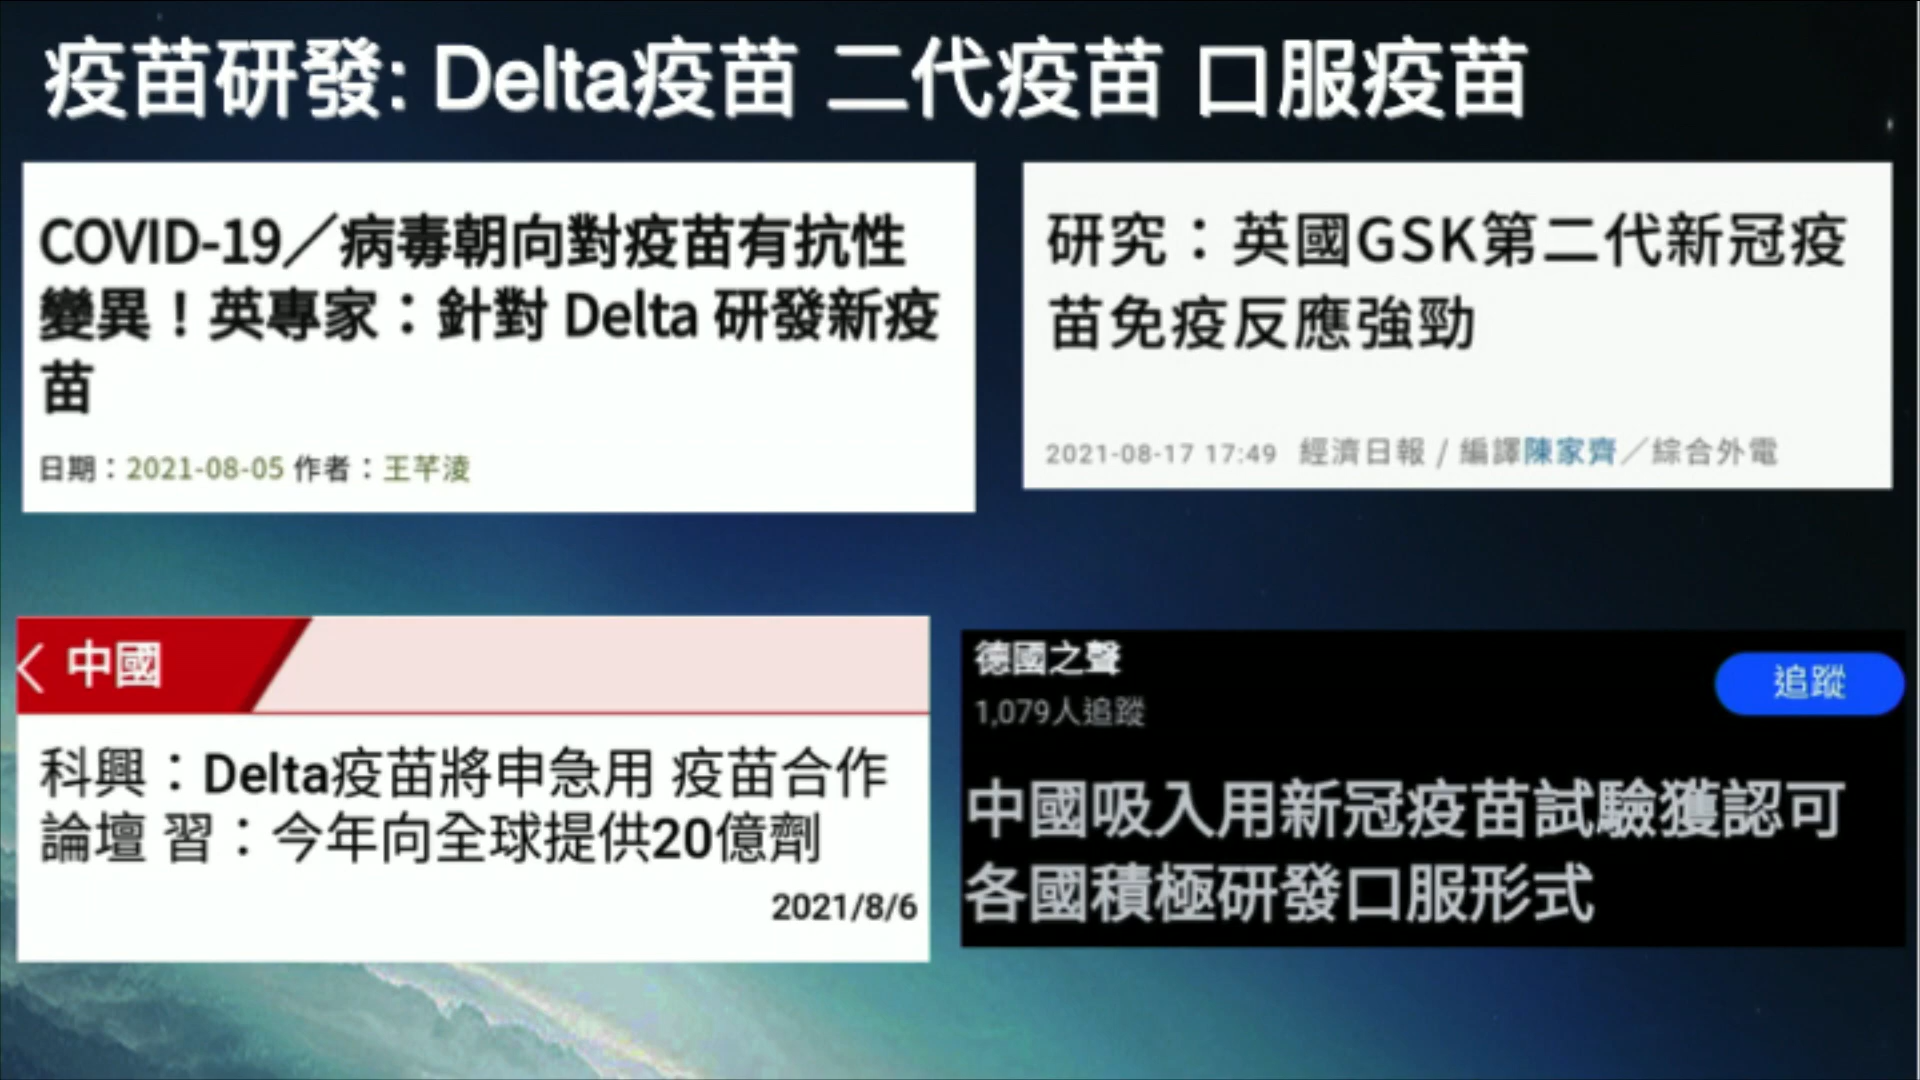 疫苗研發: Delta疫苗 二代疫苗 口服疫苗
COVID-19／病毒朝向對疫苗有抗性
變異！英專家：針對 Delta 研發新疫
苗
日期：2021-08-05 作者：王芊淩
研究：英國GSK第二代新冠疫
苗免疫反應強勁
2021-08-17 17:49 經濟日報 / 編譯陳家齊／綜合外電
中國
科興：Delta疫苗將申急用 疫苗合作
論壇 習：今年向全球提供20億劑
2021/8/6
德國之聲
1,079人追蹤
追蹤
中國吸入用新冠疫苗試驗獲認可
各國積極研發口服形式